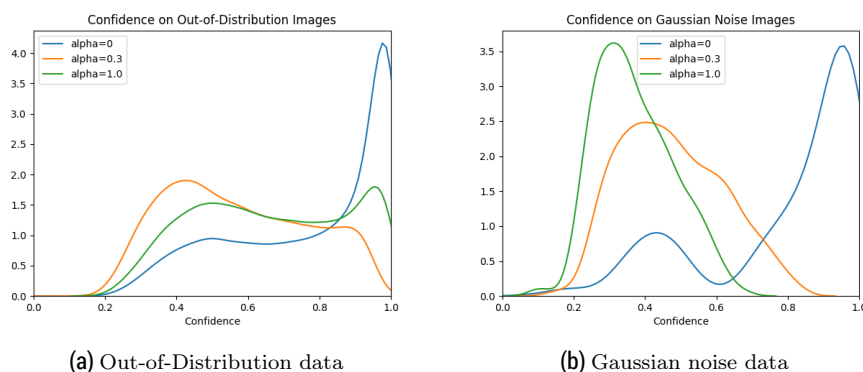 Confidence on Out-of-Distribution Images
alpha=0
alpha=0.3
alpha=1.0
4.0
3.5
3.0
2.5
2.0
1.5
1.0
0.5
0.0
0.0 0.2 0.4 0.6 0.8 1.0
Confidence
(a) Out-of-Distribution data
Confidence on Gaussian Noise Images
alpha=0
alpha=0.3
alpha=1.0
3.5
3.0
2.5
2.0
1.5
1.0
0.5
0.0
0.0 0.2 0.4 0.6 0.8 1.0
Confidence
(b) Gaussian noise data